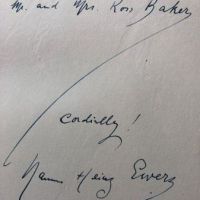 Mr. and Mrs. Ross Baker
Cordially!
Hanns Heinz Ewers